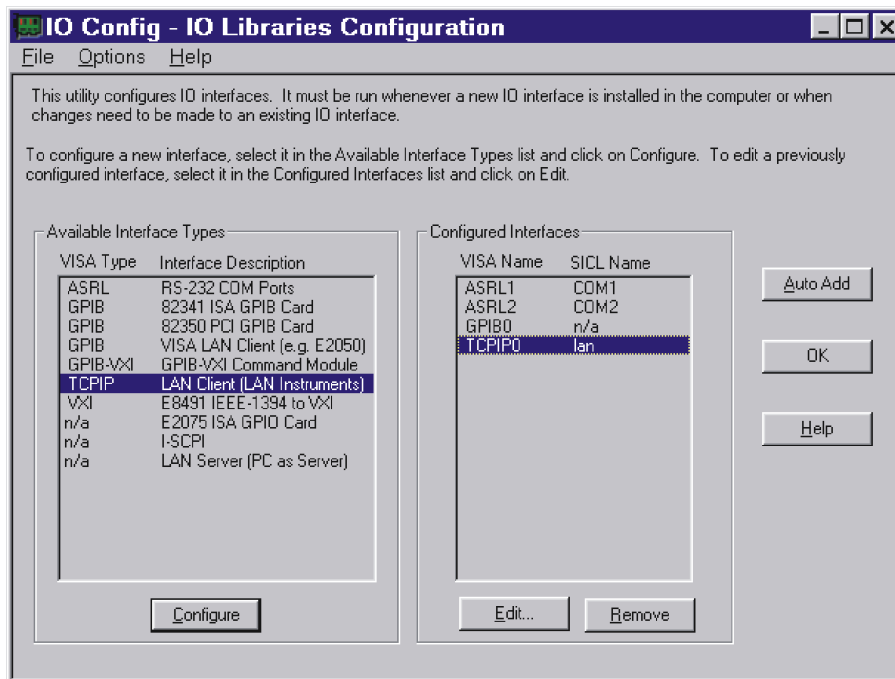 IO Config - IO Libraries Configuration
File Options Help
This utility configures IO interfaces. It must be run whenever a new IO interface is installed in the computer or when
changes need to be made to an existing IO interface.
To configure a new interface, select it in the Available Interface Types list and click on Configure. To edit a previously
configured interface, select it in the Configured Interfaces list and click on Edit.
Available Interface Types
VISA Type Interface Description
ASRL RS-232 COM Ports
GPIB 82341 ISA GPIB Card
GPIB 82350 PCI GPIB Card
GPIB VISA LAN Client (e.g. E2050)
GPIB-VXI GPIB-VXI Command Module
TCPIP LAN Client (LAN Instruments)
VXI E8491 IEEE-1394 to VXI
n/a E2075 ISA GPIO Card
n/a I-SCPI
n/a LAN Server (PC as Server)
Configure
Configured Interfaces
VISA Name SICL Name
ASRL1 COM1
ASRL2 COM2
GPIB0 n/a
TCPIP0 lan
Edit... Remove
Auto Add
OK
Help